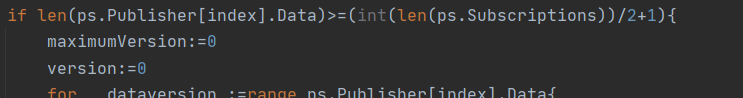 if len(ps.Publisher[index].Data)>=(int(len(ps.Subscriptions))/2+1){
maximumVersion:=0
version:=0
for _,dataversion :=range ps.Publisher[index].Data{